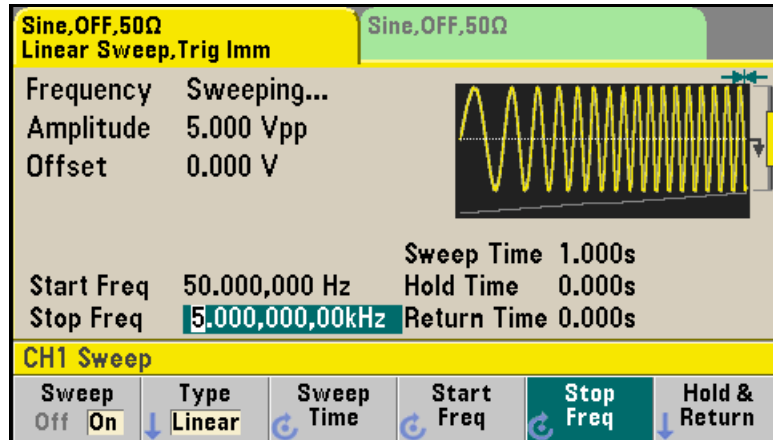 Sine,OFF,50Ω
Linear Sweep,Trig Imm
Sine,OFF,50Ω
Frequency Sweeping...
Amplitude 5.000 Vpp
Offset 0.000 V
Sweep Time 1.000s
Start Freq 50.000,000 Hz Hold Time 0.000s
Stop Freq 5.000,000,00kHz Return Time 0.000s
CH1 Sweep
Sweep Off On
Type Linear
Sweep Time
Start Freq
Stop Freq
Hold & Return